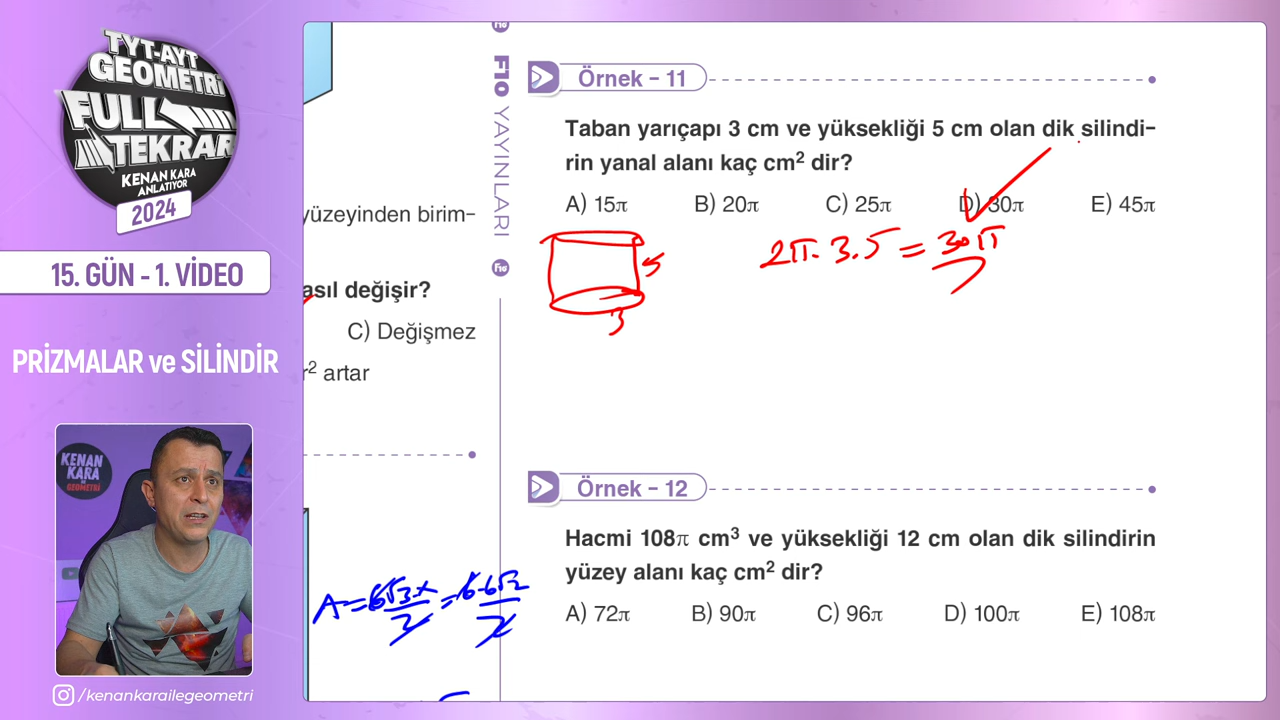 TYT-AYT
GEOMETRİ
FULL
TEKRAR
KENAN KARA
ANLATIYOR
2024
15. GÜN - 1. VİDEO
PRİZMALAR ve SİLİNDİR
KENAN
KARA
GEOMETRİ
/kenankarailegeometri
yüzeyinden birim-
asıl değişir?
C) Değişmez
r² artar
F10 YAYINLARI
Örnek - 11
Taban yarıçapı 3 cm ve yüksekliği 5 cm olan dik silindi-
rin yanal alanı kaç cm² dir?
A) 15π B) 20π C) 25π D) 30π E) 45π
2π.3.5 = 30π
5
3
Örnek - 12
Hacmi 108π cm³ ve yüksekliği 12 cm olan dik silindirin
yüzey alanı kaç cm² dir?
A) 72π B) 90π C) 96π D) 100π E) 108π